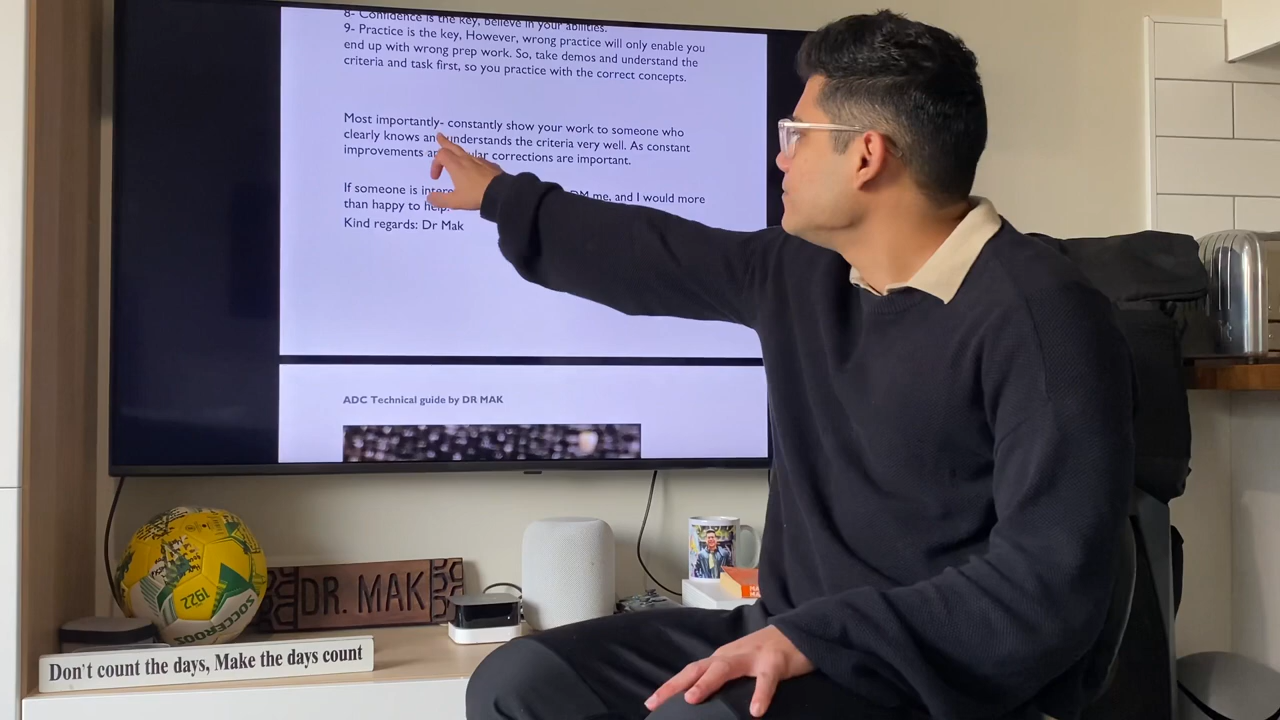 8- Confidence is the key, believe in your abilities.
9- Practice is the key, However, wrong practice will only enable you
end up with wrong prep work. So, take demos and understand the
criteria and task first, so you practice with the correct concepts.
Most importantly- constantly show your work to someone who
clearly knows and understands the criteria very well. As constant
improvements corrections are important.
If someone is DM me, and I would more
than happy to help.
Kind regards: Dr Mak
ADC Technical guide by DR MAK
1922
SOCCEROOS
DR. MAK
Don't count the days, Make the days count